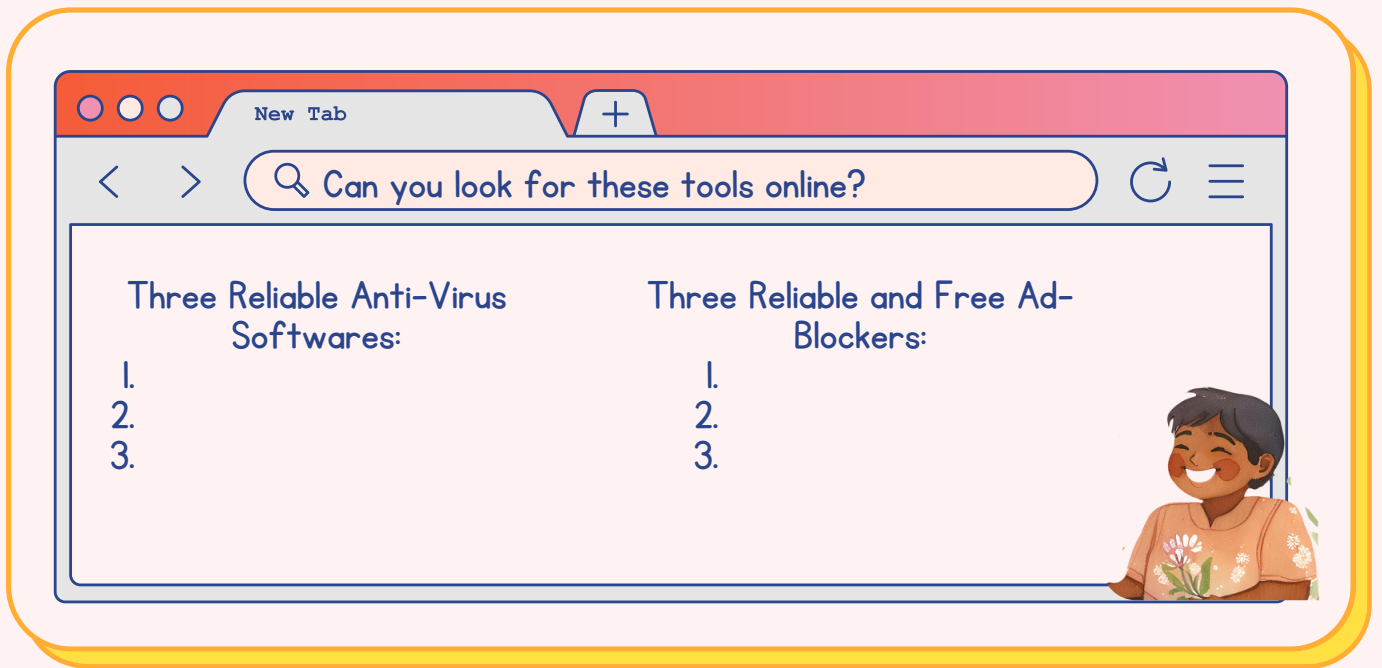 New Tab
Can you look for these tools online?
Three Reliable Anti-Virus
Softwares:
1.
2.
3.
Three Reliable and Free Ad-
Blockers:
1.
2.
3.